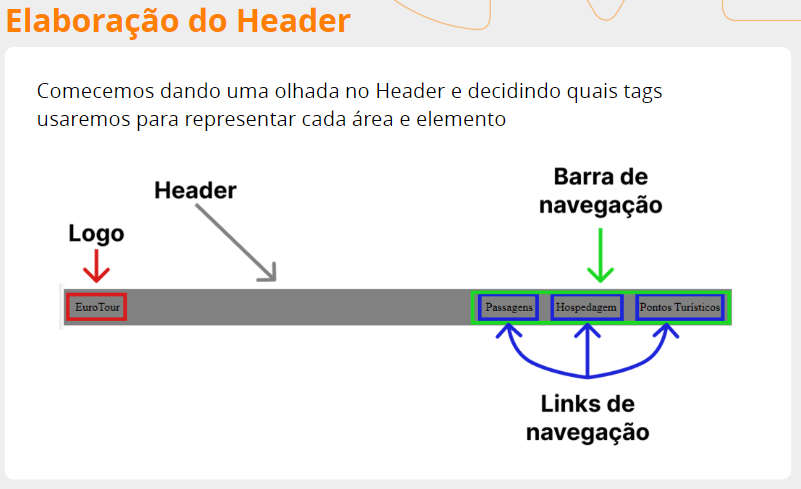 Elaboração do Header
Comecemos dando uma olhada no Header e decidindo quais tags
usaremos para representar cada área e elemento
Header
Barra de
navegação
Logo
EuroTour
Passagens
Hospedagem
Pontos Turísticos
Links de
navegação